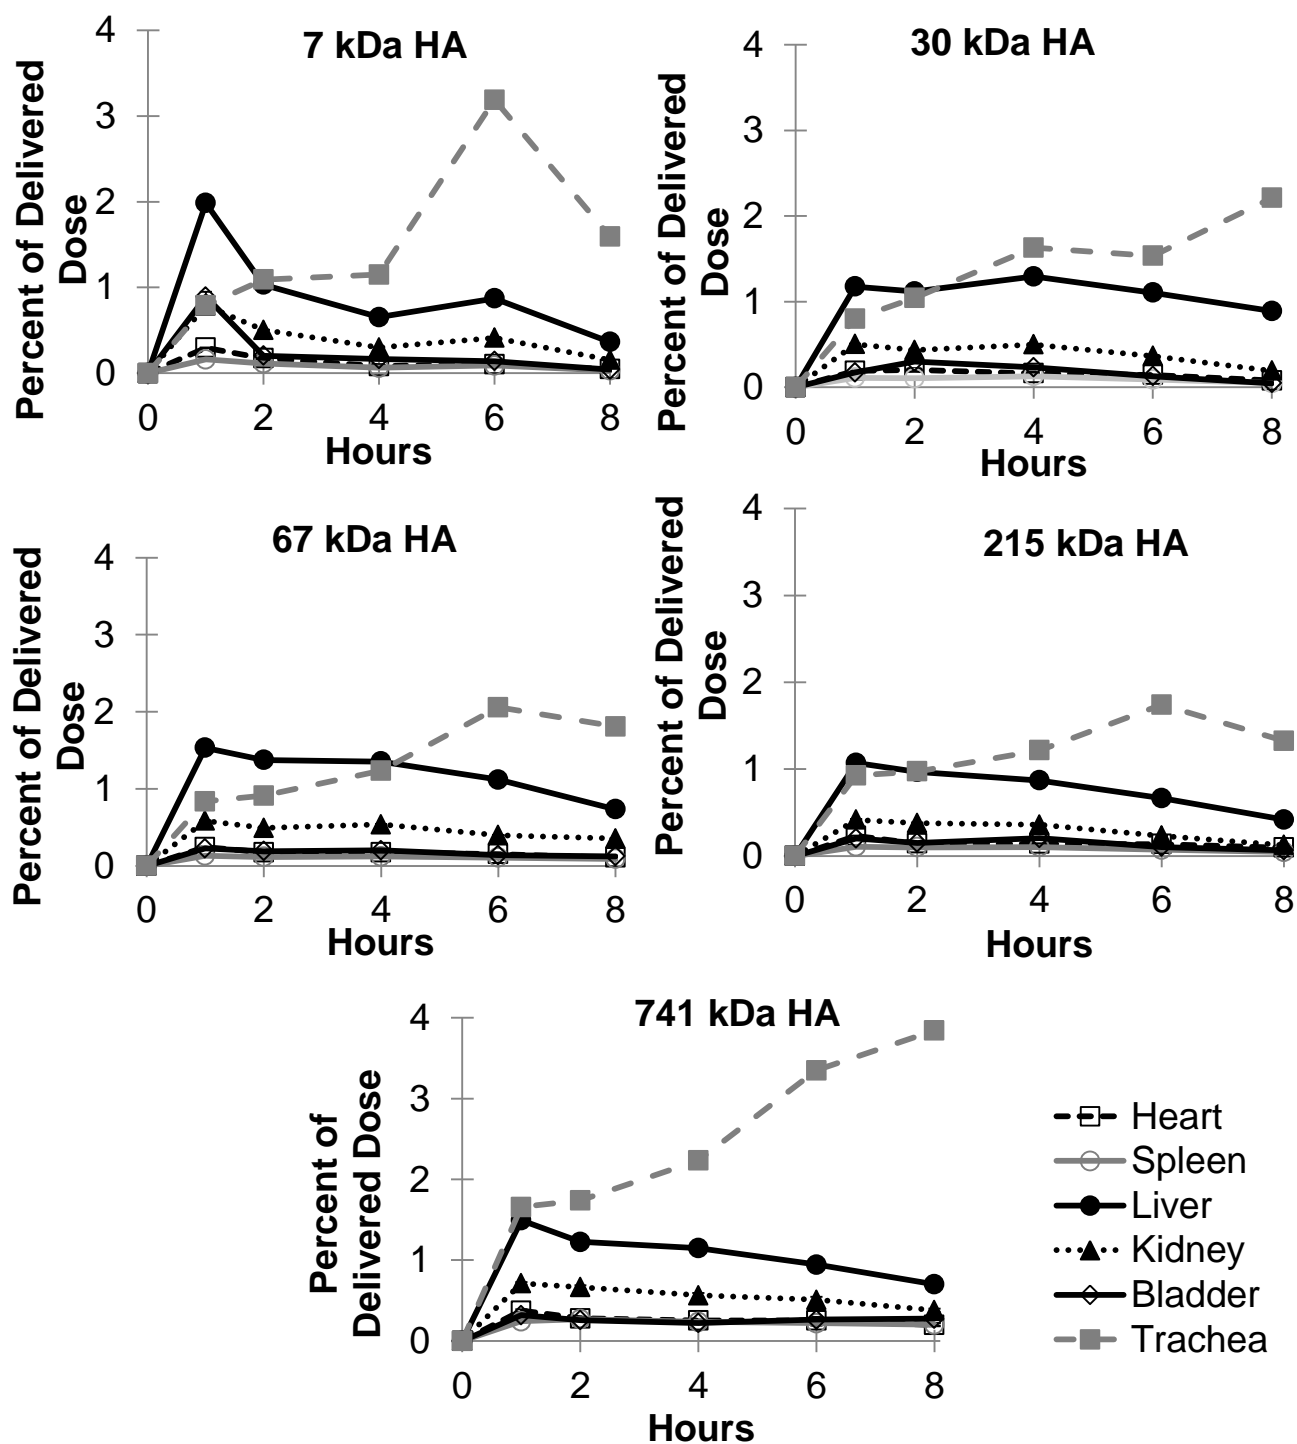 7 kDa HA
Percent of Delivered
Dose
4
3
2
1
0
0 2 4 6 8
Hours
30 kDa HA
Percent of Delivered
Dose
4
3
2
1
0
0 2 4 6 8
Hours
67 kDa HA
Percent of Delivered
Dose
4
3
2
1
0
0 2 4 6 8
Hours
215 kDa HA
Percent of Delivered
Dose
4
3
2
1
0
0 2 4 6 8
Hours
741 kDa HA
Percent of
Delivered Dose
4
3
2
1
0
0 2 4 6 8
Hours
Heart
Spleen
Liver
Kidney
Bladder
Trachea